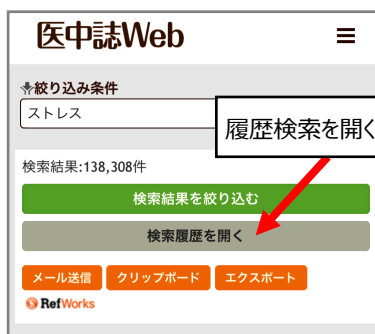 医中誌Web
絞り込み条件
ストレス
履歴検索を開く
検索結果:138,308件
検索結果を絞り込む
検索履歴を開く
メール送信 クリップボード エクスポート
RefWorks